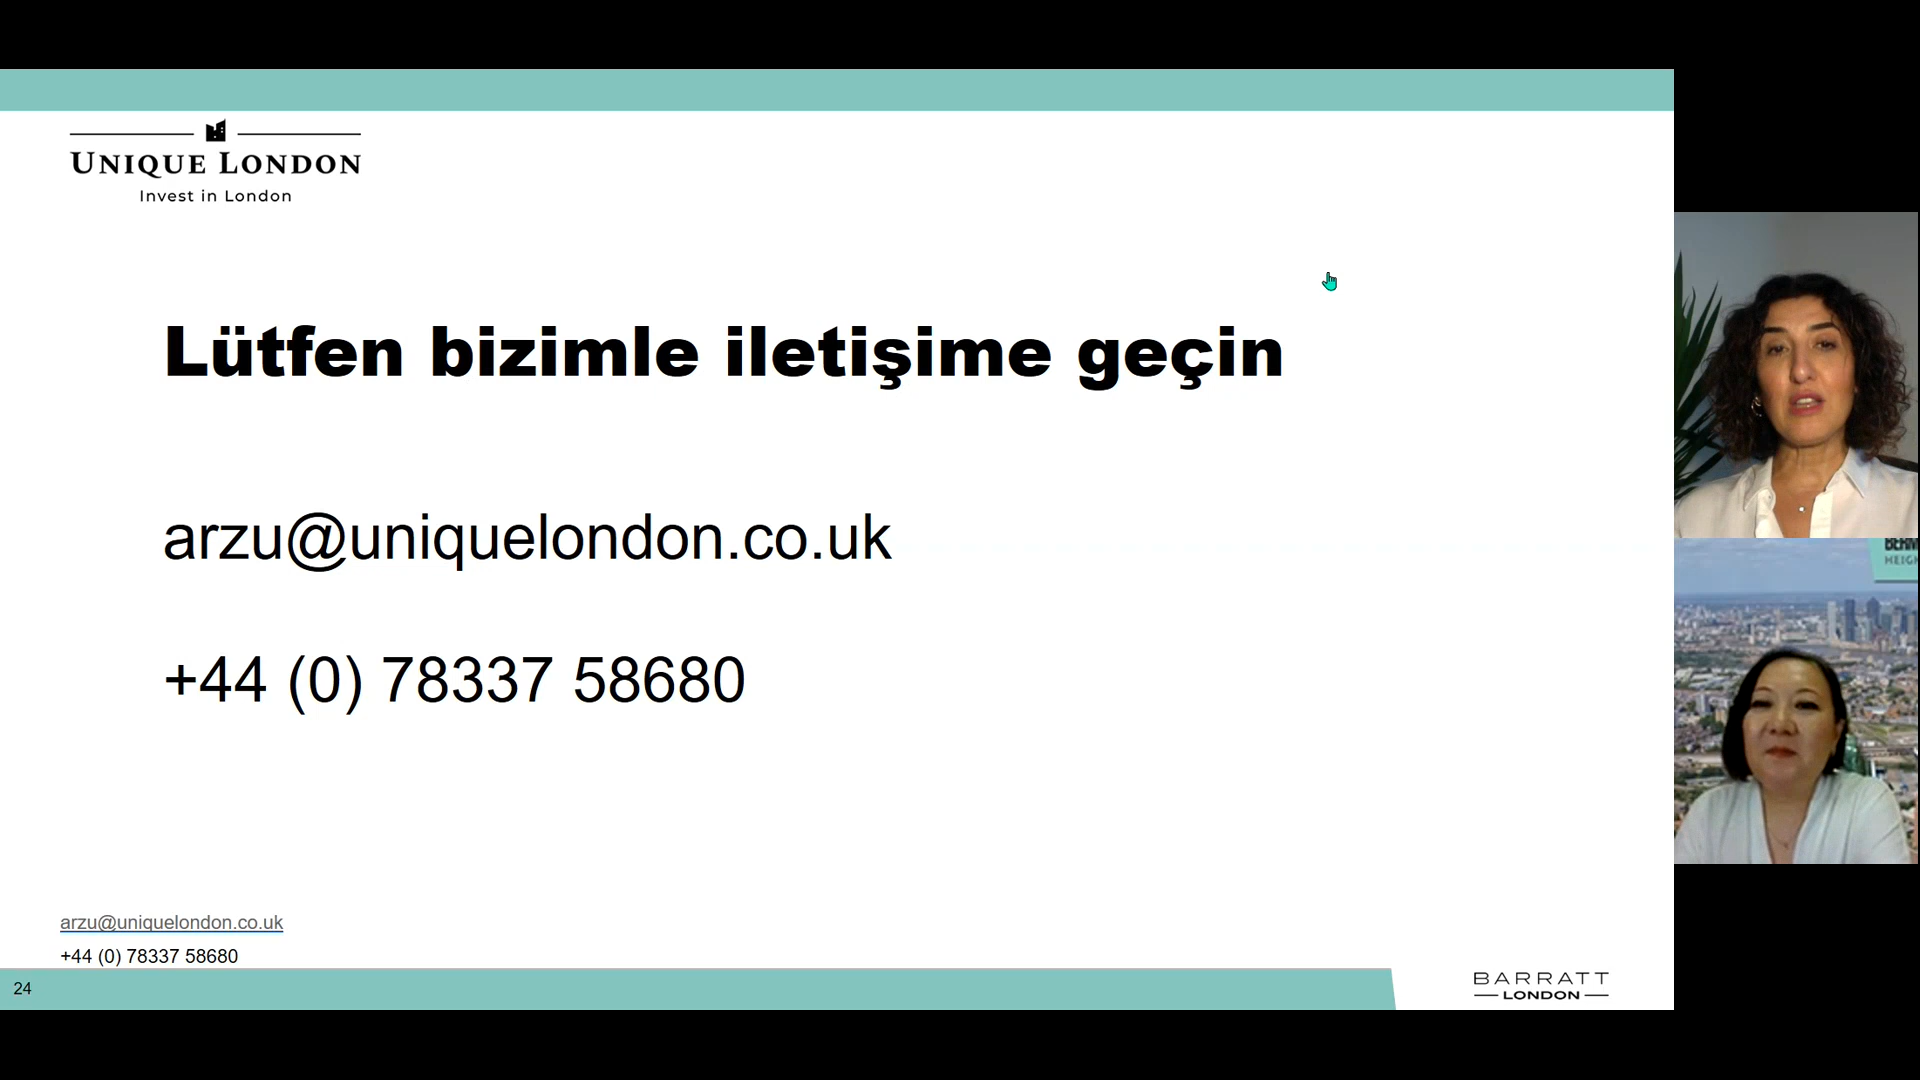 UNIQUE LONDON
Invest in London
Lütfen bizimle iletişime geçin
arzu@uniquelondon.co.uk
+44 (0) 78337 58680
arzu@uniquelondon.co.uk
+44 (0) 78337 58680
24
BARRATT
LONDON